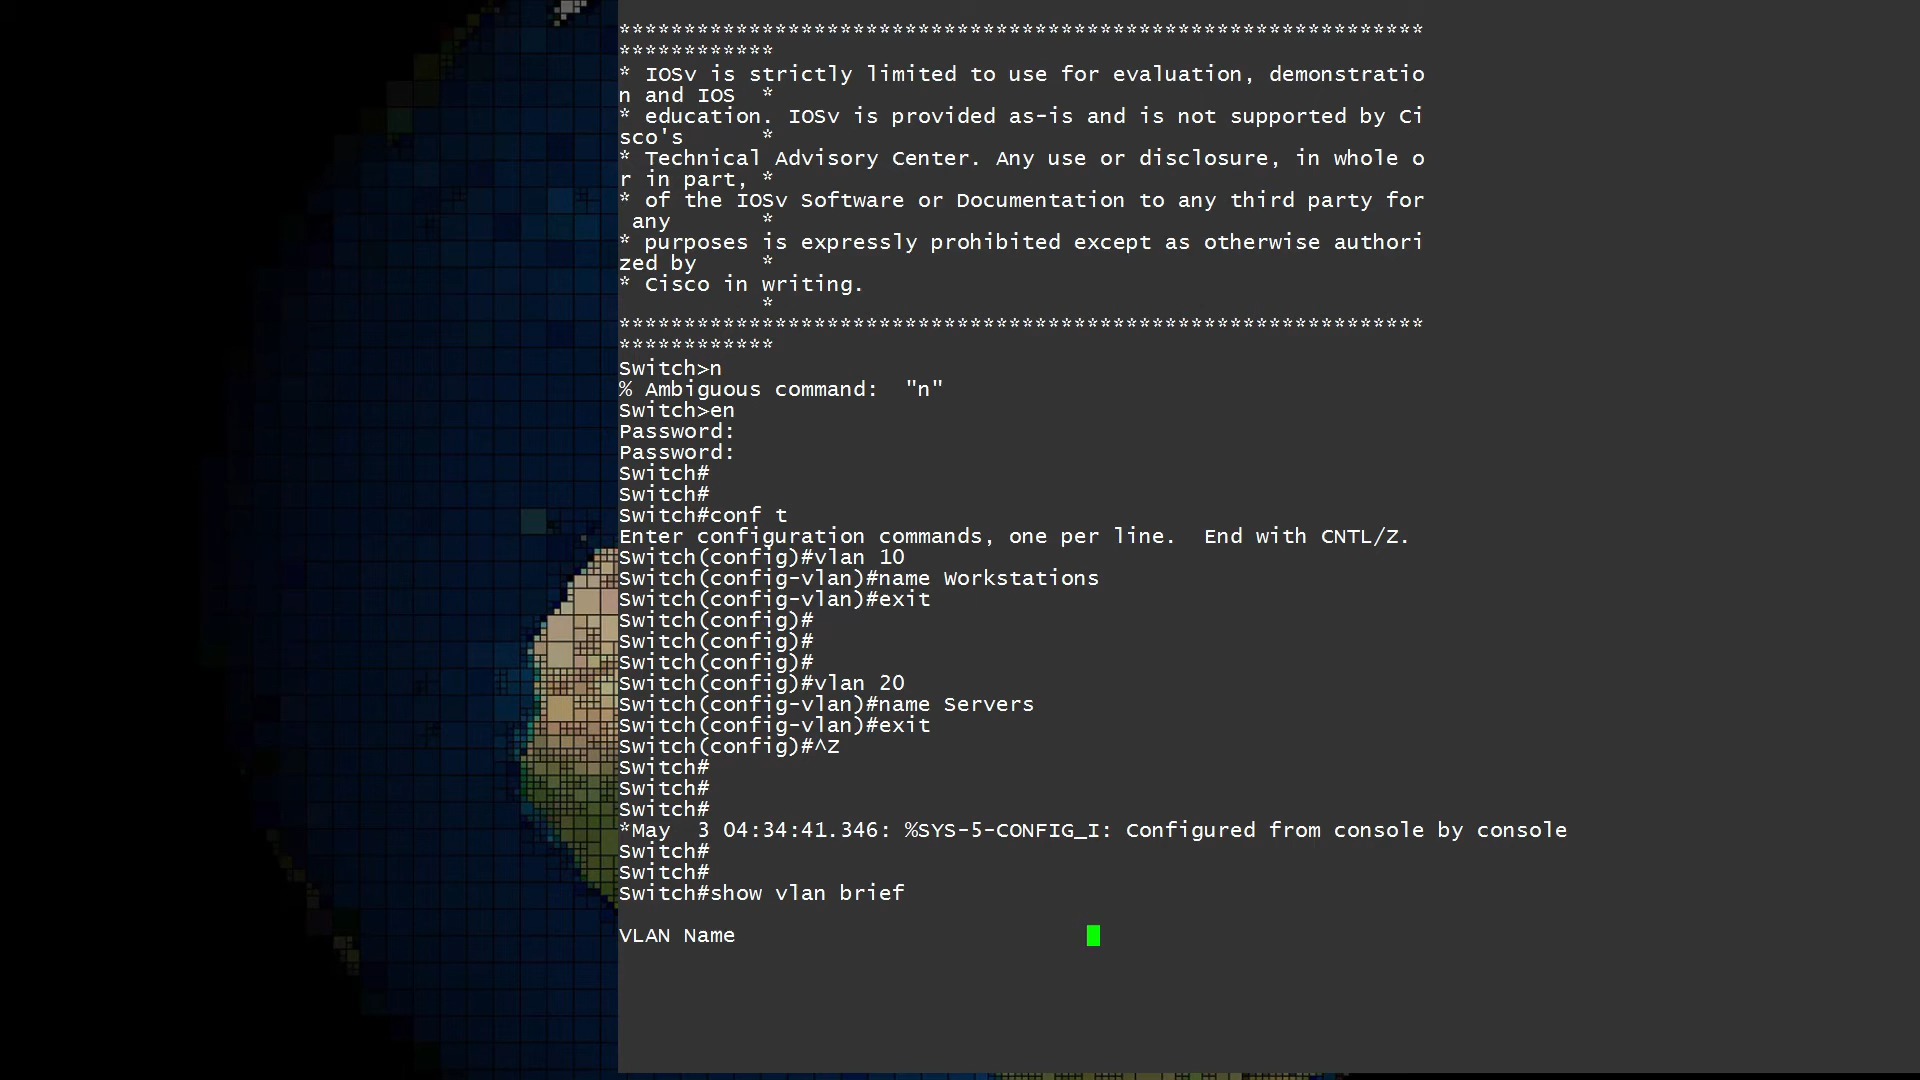 **************************************************************
************
* IOSv is strictly limited to use for evaluation, demonstratio
n and IOS  *
* education. IOSv is provided as-is and is not supported by Ci
sco's      *
* Technical Advisory Center. Any use or disclosure, in whole o
r in part, *
* of the IOSv Software or Documentation to any third party for
 any       *
* purposes is expressly prohibited except as otherwise authori
zed by     *
* Cisco in writing.
           *
**************************************************************
************
Switch>n
% Ambiguous command:  "n"
Switch>en
Password:
Password:
Switch#
Switch#
Switch#conf t
Enter configuration commands, one per line.  End with CNTL/Z.
Switch(config)#vlan 10
Switch(config-vlan)#name Workstations
Switch(config-vlan)#exit
Switch(config)#
Switch(config)#
Switch(config)#
Switch(config)#vlan 20
Switch(config-vlan)#name Servers
Switch(config-vlan)#exit
Switch(config)#^Z
Switch#
Switch#
Switch#
*May  3 04:34:41.346: %SYS-5-CONFIG_I: Configured from console by console
Switch#
Switch#
Switch#show vlan brief
VLAN Name